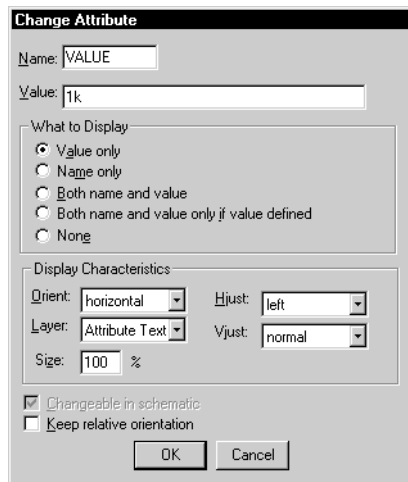 Change Attribute
Name: VALUE
Value: 1k
What to Display
Value only
Name only
Both name and value
Both name and value only if value defined
None
Display Characteristics
Orient: horizontal Hjust: left
Layer: Attribute Text Vjust: normal
Size: 100 %
Changeable in schematic
Keep relative orientation
OK Cancel